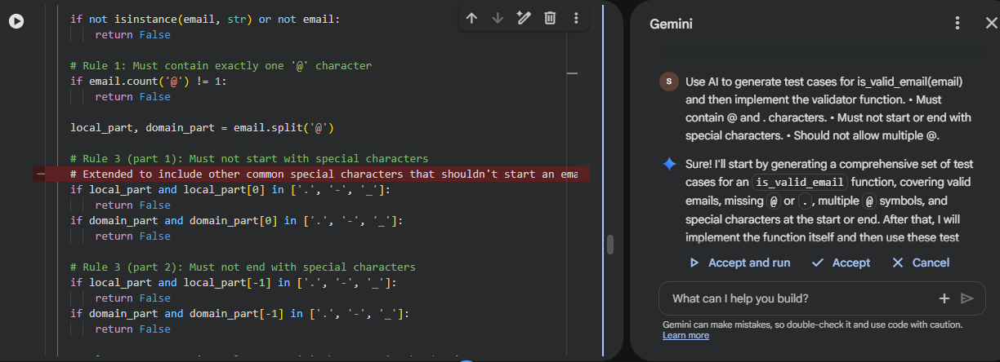 if not isinstance(email, str) or not email:
return False
# Rule 1: Must contain exactly one '@' character
if email.count('@') != 1:
return False
local_part, domain_part = email.split('@')
# Rule 3 (part 1): Must not start with special characters
# Extended to include other common special characters that shouldn't start an ema
if local_part and local_part[0] in ['.', '-', '_']:
return False
if domain_part and domain_part[0] in ['.', '-', '_']:
return False
# Rule 3 (part 2): Must not end with special characters
if local_part and local_part[-1] in ['.', '-', '_']:
return False
if domain_part and domain_part[-1] in ['.', '-', '_']:
return False
Gemini
S
Use AI to generate test cases for is_valid_email(email)
and then implement the validator function. • Must
contain @ and . characters. • Must not start or end with
special characters. • Should not allow multiple @.
Sure! I'll start by generating a comprehensive set of test
cases for an is_valid_email function, covering valid
emails, missing @ or . , multiple @ symbols, and
special characters at the start or end. After that, I will
implement the function itself and then use these test
Accept and run Accept Cancel
What can I help you build?
Gemini can make mistakes, so double-check it and use code with caution.
Learn more